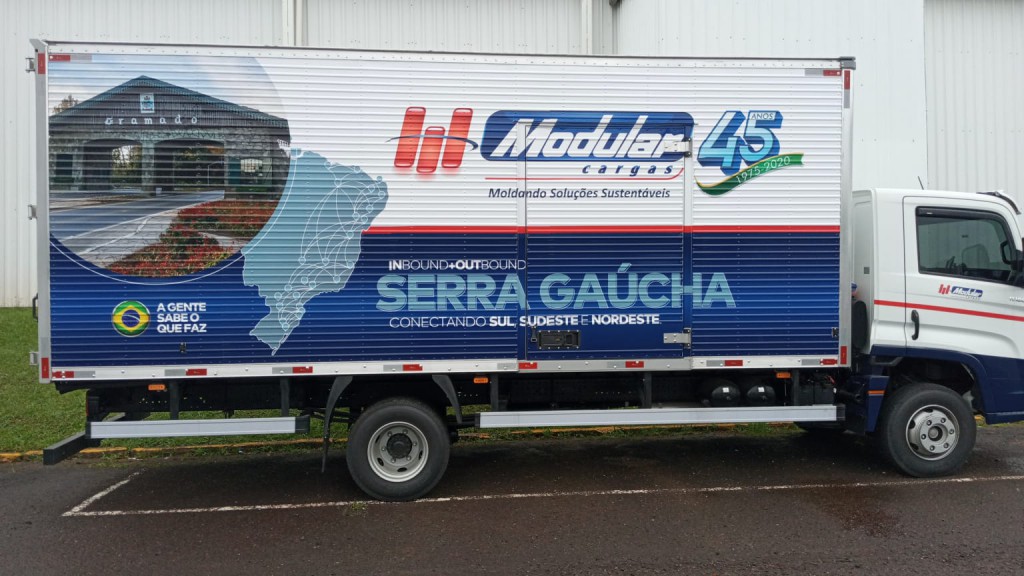 Gramado
Modular
cargas
Moldando Soluções Sustentáveis
45
ANOS
1975-2020
INBOUND+OUTBOUND
SERRA GAÚCHA
CONECTANDO SUL, SUDESTE E NORDESTE.
A GENTE
SABE O
QUE FAZ
Modular